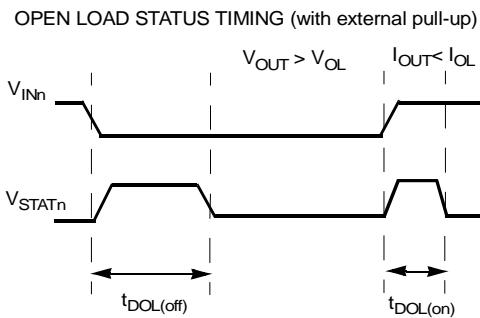 OPEN LOAD STATUS TIMING (with external pull-up)
VOUT > VOL
IOUT< IOL
VINn
VSTATn
tDOL(off)
tDOL(on)